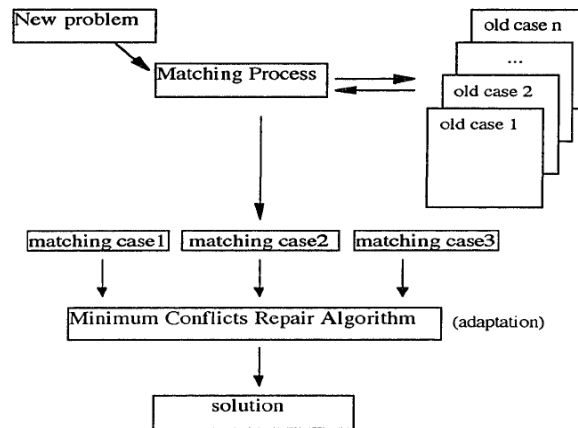 New problem
old case n
...
Matching Process
old case 2
old case 1
matching case1
matching case2
matching case3
Minimum Conflicts Repair Algorithm
(adaptation)
solution